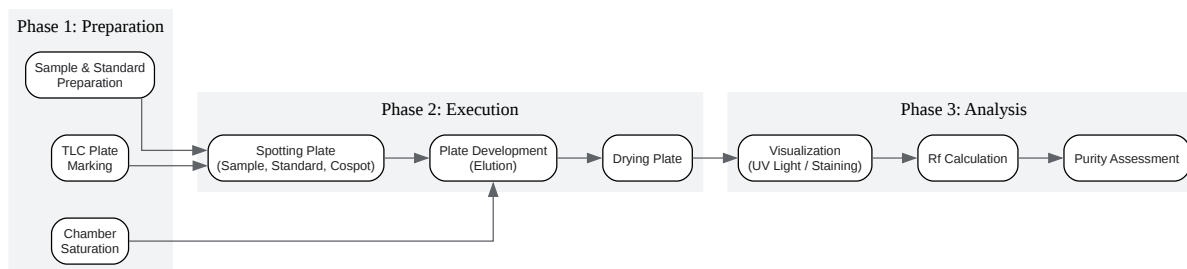 Phase 1: Preparation
Sample & Standard
Preparation
TLC Plate
Marking
Chamber
Saturation
Phase 2: Execution
Spotting Plate
(Sample, Standard, Cospot)
Plate Development
(Elution)
Drying Plate
Phase 3: Analysis
Visualization
(UV Light / Staining)
Rf Calculation
Purity Assessment